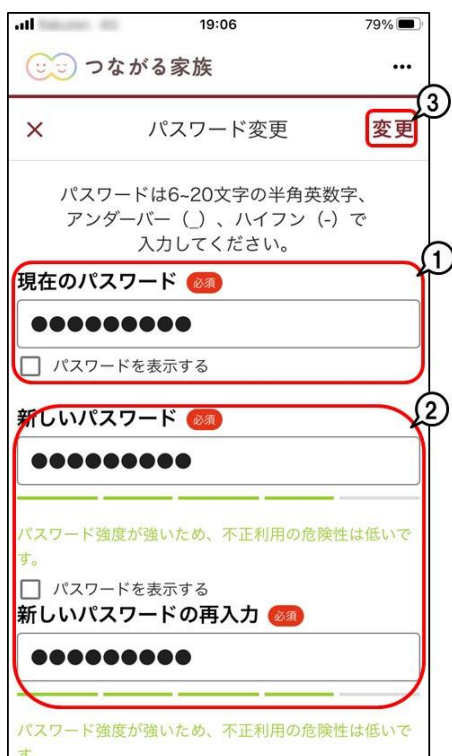 19:06
79%
つながる家族
...
③
× パスワード変更 変更
パスワードは6~20文字の半角英数字、
アンダーバー（_）、ハイフン（-）で
入力してください。
①
現在のパスワード 必須
●●●●●●●●●
パスワードを表示する
②
新しいパスワード 必須
●●●●●●●●●
パスワード強度が強いため、不正利用の危険性は低いで
す。
パスワードを表示する
新しいパスワードの再入力 必須
●●●●●●●●●
パスワード強度が強いため、不正利用の危険性は低いで
す。